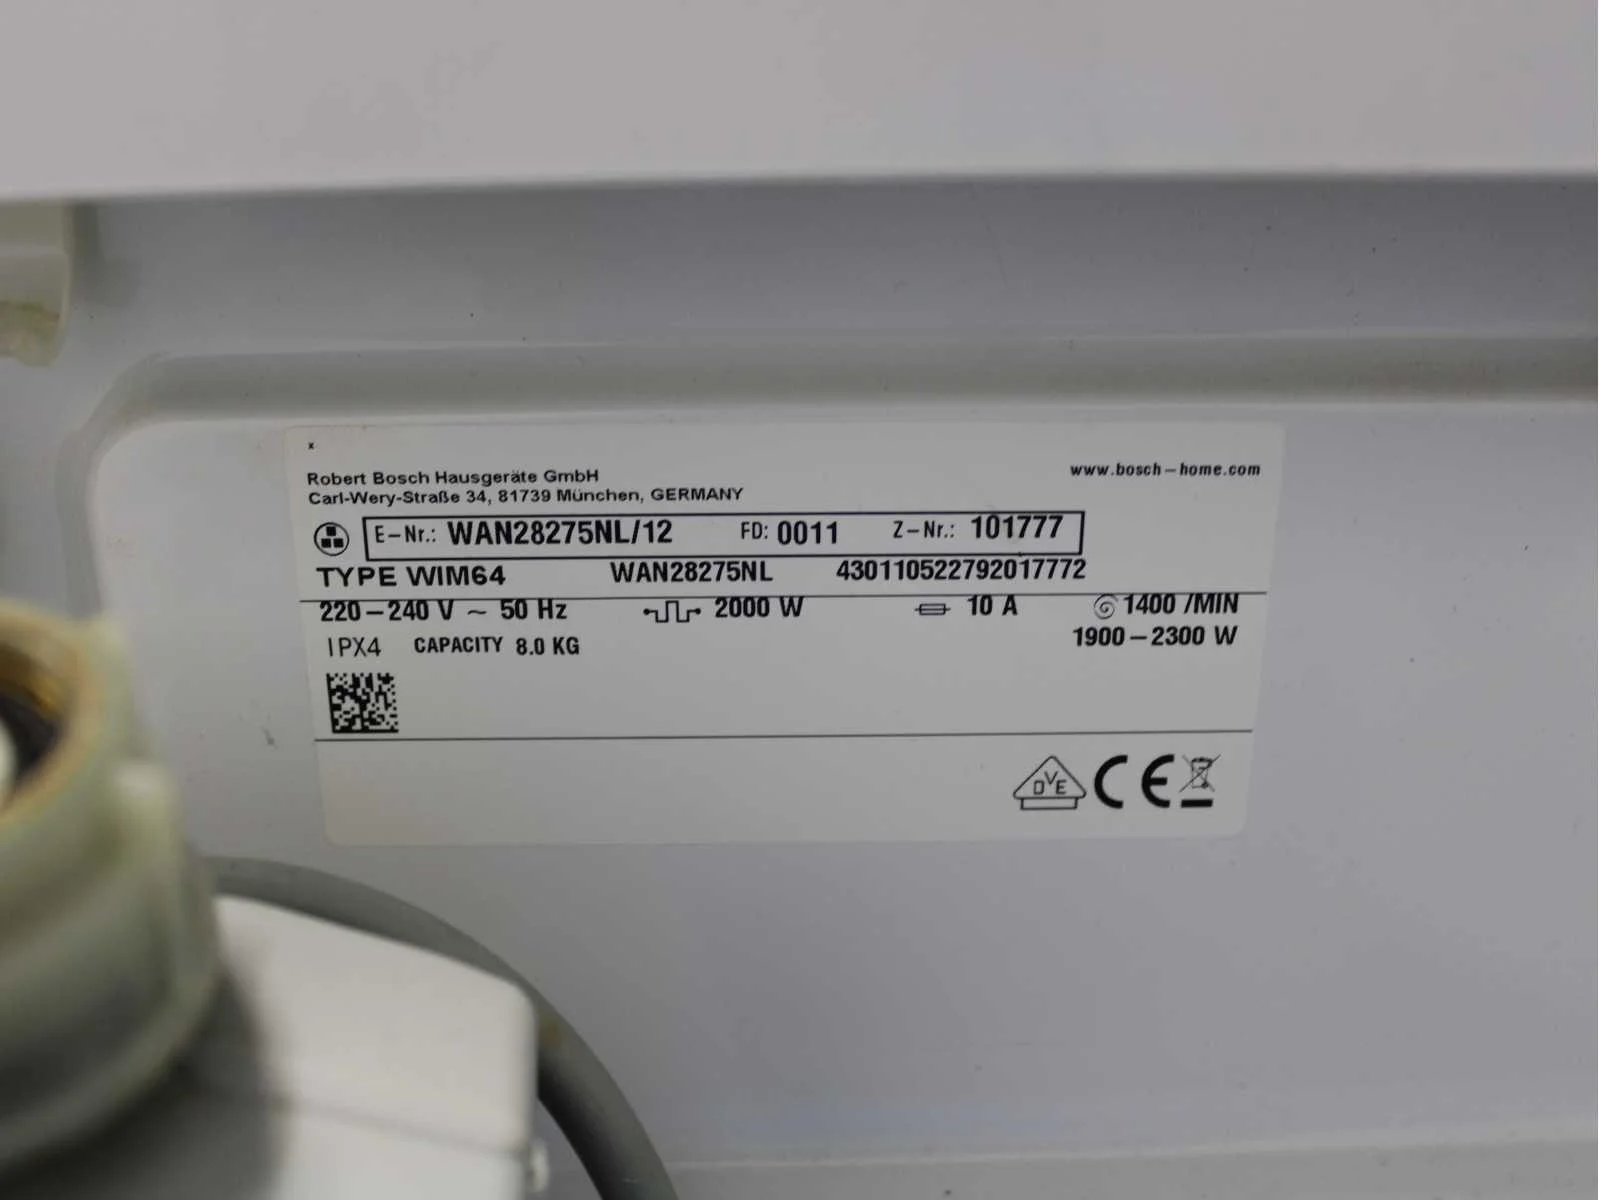 x
Robert Bosch Hausgeräte GmbH www.bosch-home.com
Carl-Wery-Straße 34, 81739 München, GERMANY
E-Nr.: WAN28275NL/12 FD: 0011 Z-Nr.: 101777
TYPE WIM64 WAN28275NL 430110522792017772
220-240 V ~ 50 Hz 2000 W 10 A 1400 /MIN
IPX4 CAPACITY 8.0 KG 1900-2300 W
DVE CE